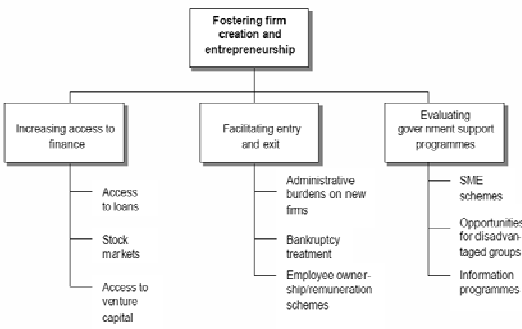 Fostering firm
creation and
entrepreneurship
Increasing access to
finance
Facilitating entry
and exit
Evaluating
government support
programmes
Access
to loans
Stock
markets
Access to
venture
capital
Administrative
burdens on new
firms
Bankruptcy
treatment
Employee owner-
ship/remuneration
schemes
SME
schemes
Opportunities
for disadvan-
taged groups
Information
programmes